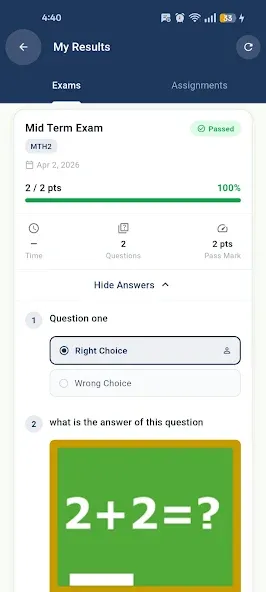 4:40
33
My Results
Exams
Assignments
Mid Term Exam
Passed
MTH2
Apr 2, 2026
2 / 2 pts
100%
–
2
2 pts
Time
Questions
Pass Mark
Hide Answers
1
Question one
Right Choice
Wrong Choice
2
what is the answer of this question
2+2=?